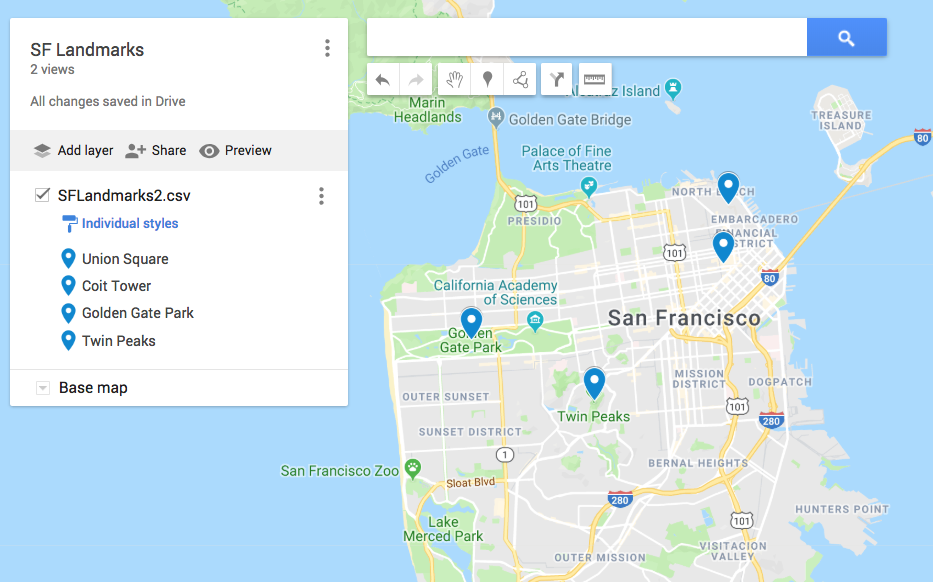 SF Landmarks
2 views
All changes saved in Drive
Add layer
Share
Preview
SFLandmarks2.csv
Individual styles
Union Square
Coit Tower
Golden Gate Park
Twin Peaks
Base map
Alcatraz Island
Marin
Headlands
Golden Gate Bridge
TREASURE
ISLAND
80
Golden Gate
Palace of Fine
Arts Theatre
NORTH BEACH
101
PRESIDIO
EMBARCADERO
FINANCIAL
DISTRICT
101
80
California Academy
of Sciences
San Francisco
Golden
Gate Park
MISSION
DISTRICT
DOGPATCH
OUTER SUNSET
101
Twin Peaks
280
SUNSET DISTRICT
1
San Francisco Zoo
BERNAL HEIGHTS
Sloat Blvd
280
HUNTERS POINT
Lake
Merced Park
101
VISITACION
VALLEY
OUTER MISSION